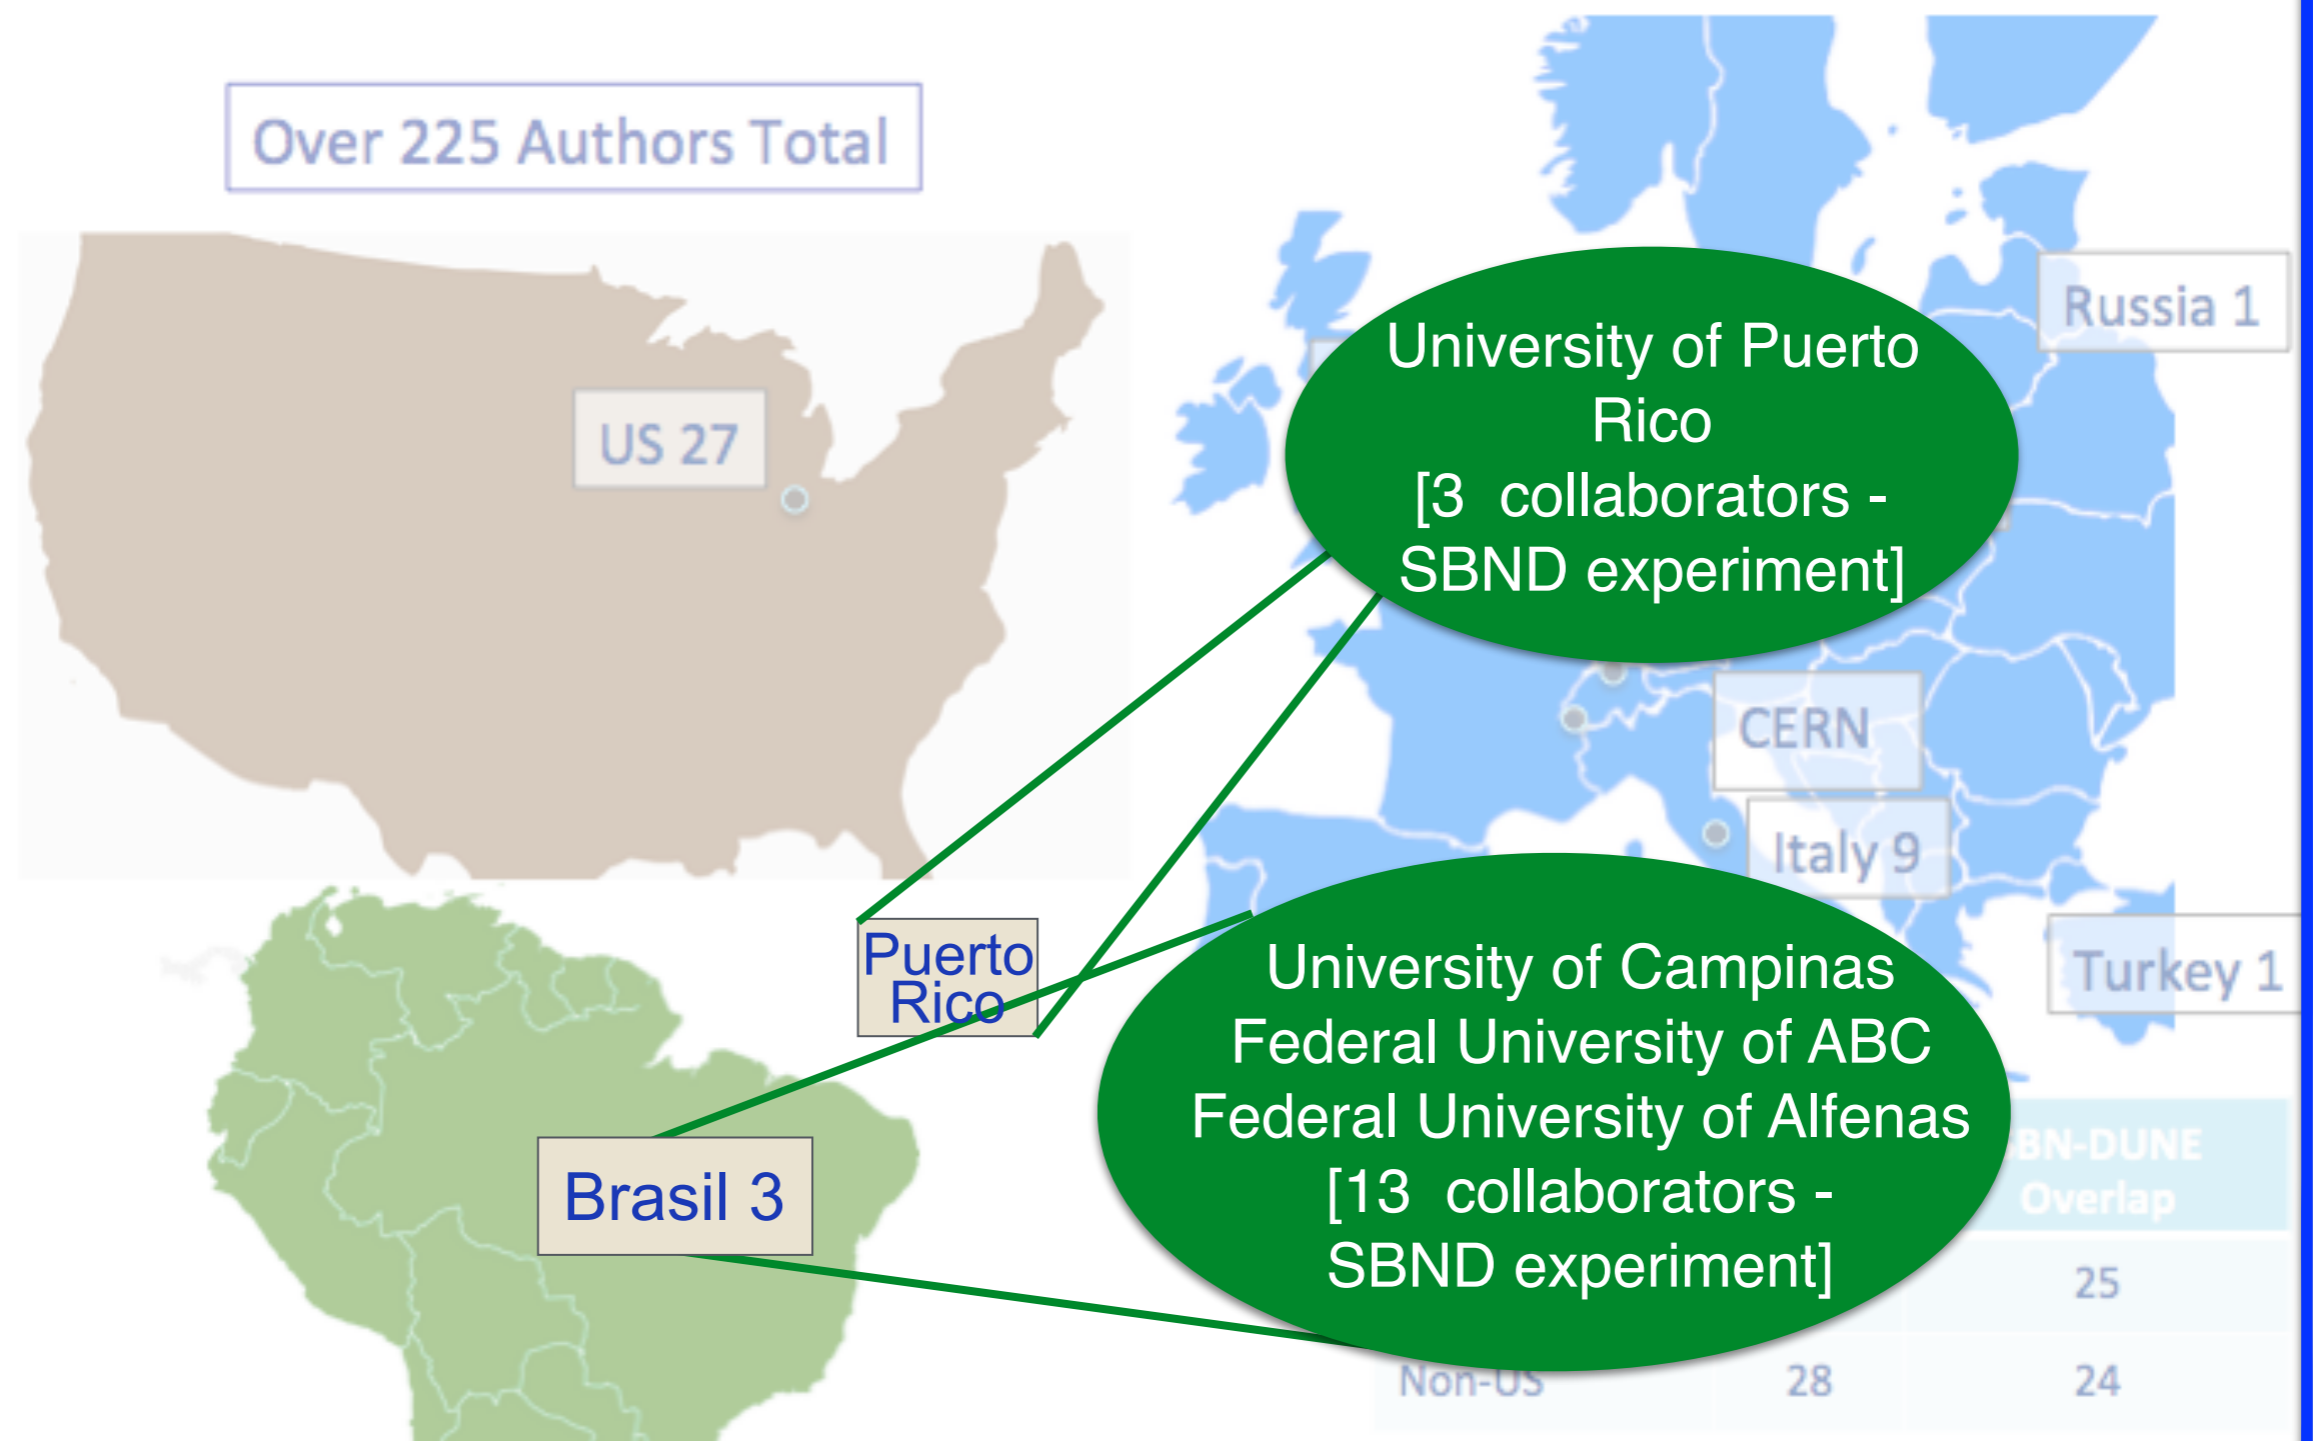 Over 225 Authors Total
US 27
Russia 1
University of Puerto
Rico
[3 collaborators -
SBND experiment]
CERN
Italy 9
Turkey 1
Puerto
Rico
University of Campinas
Federal University of ABC
Federal University of Alfenas
[13 collaborators -
SBND experiment]
Brasil 3
BN-DUNE
Overlap
25
Non-US 28 24